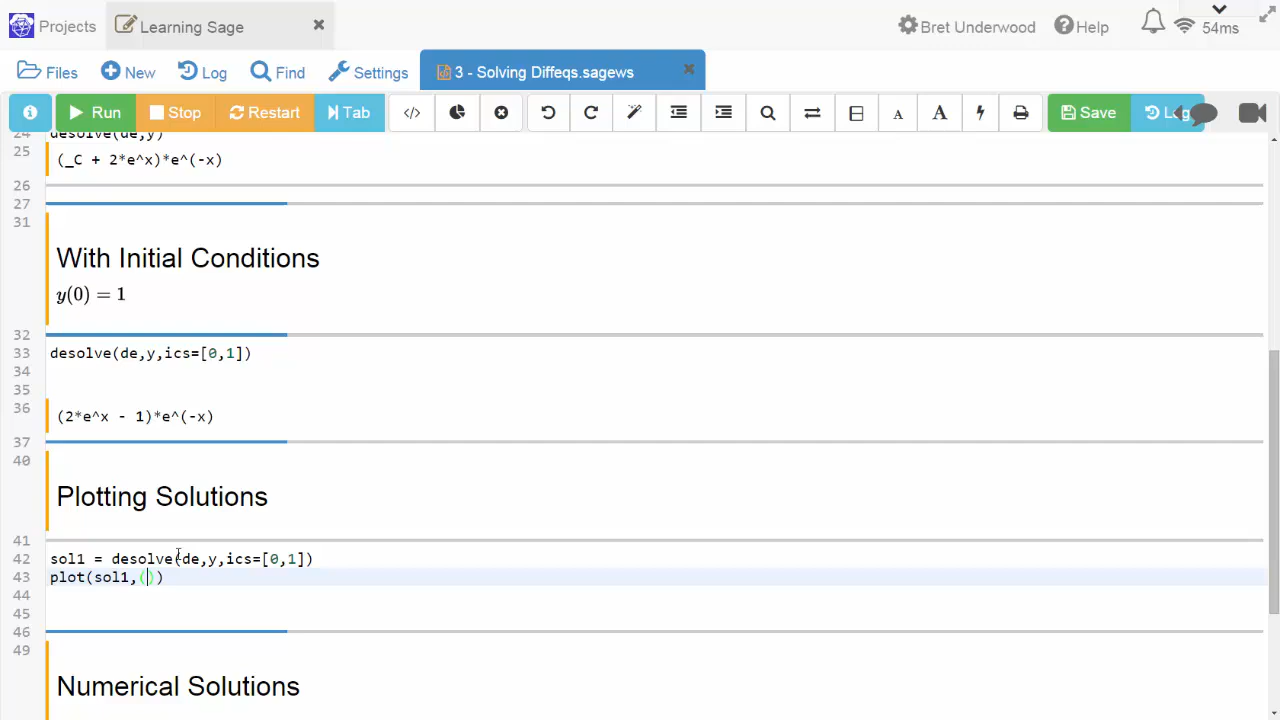 Projects
Learning Sage
Bret Underwood
Help
54ms
Files
New
Log
Find
Settings
3 - Solving Diffeqs.sagews
Run
Stop
Restart
Tab
A
A
Save
24 desolve(de,y)
25 (_C + 2*e^x)*e^(-x)
26
27
31
With Initial Conditions
y(0) = 1
32
33 desolve(de,y,ics=[0,1])
34
35
36 (2*e^x - 1)*e^(-x)
37
40
Plotting Solutions
41
42 sol1 = desolve(de,y,ics=[0,1])
43 plot(sol1,())
44
45
46
49
Numerical Solutions